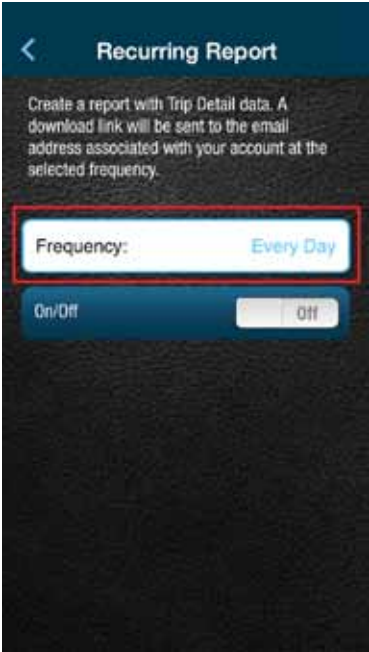 Recurring Report
Create a report with Trip Detail data. A
download link will be sent to the email
address associated with your account at the
selected frequency.
Frequency: Every Day
On/Off Off